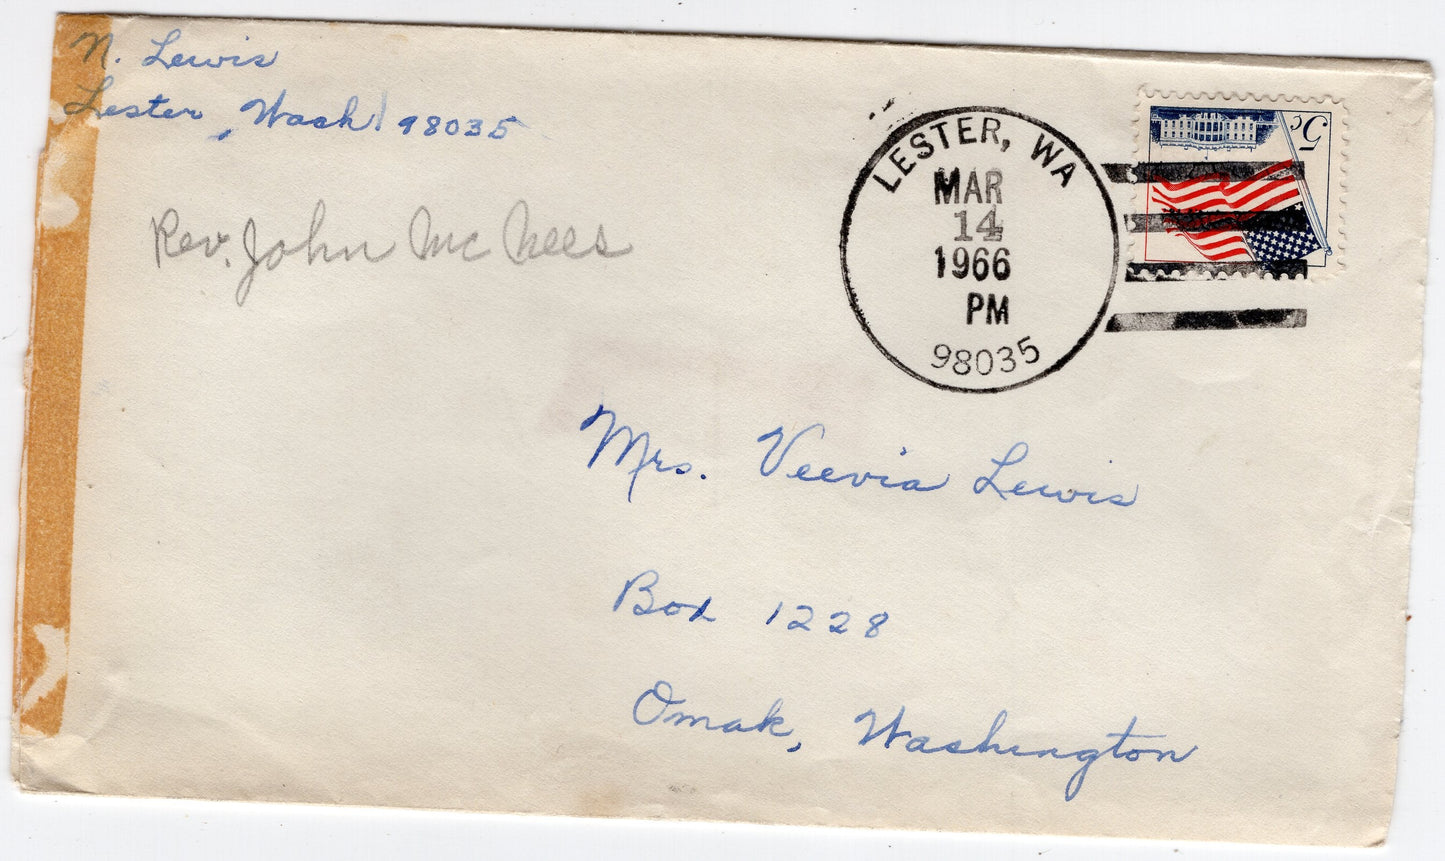 N. Lewis
Lester, Wash. 98035
Rev. John McNees
LESTER, WA
MAR
14
1966
PM
98035
5c
Mrs. Veevia Lewis
Box 1228
Omak, Washington